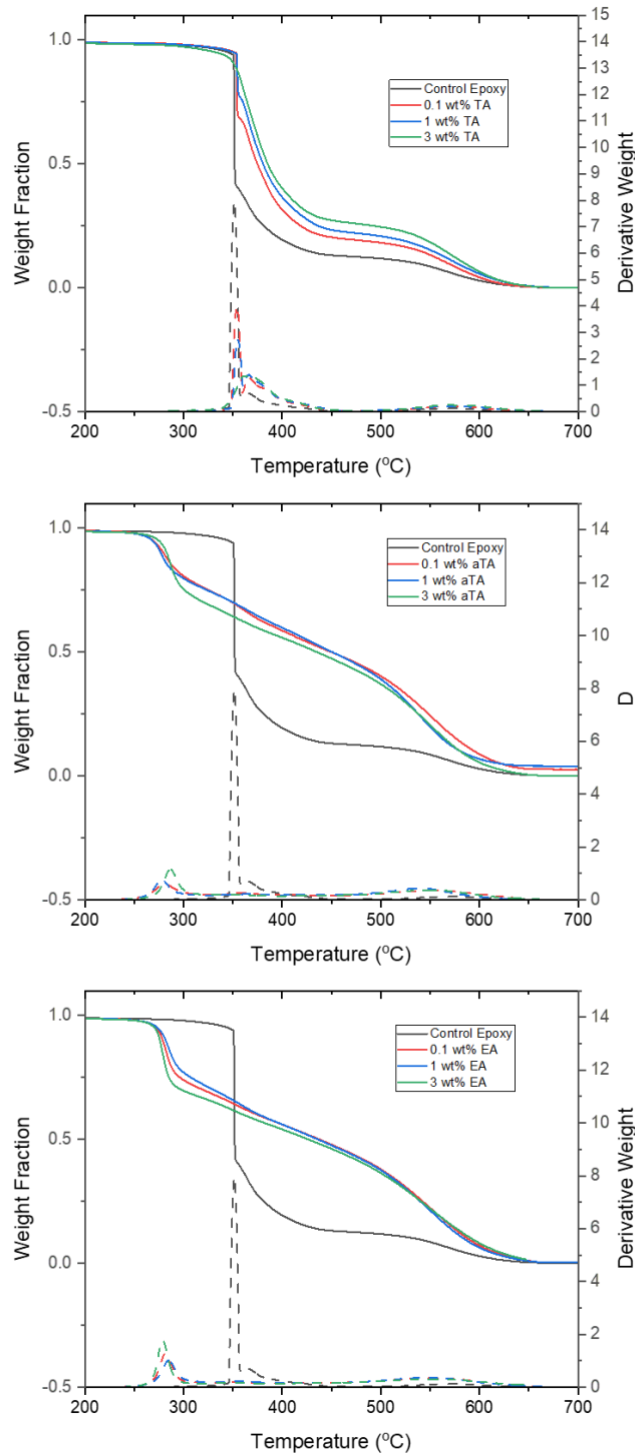 Control Epoxy
0.1 wt% TA
1 wt% TA
3 wt% TA
Weight Fraction
1.0
0.5
0.0
-0.5
15
14
13
12
11
10
9
8
7
6
5
4
3
2
1
0
Derivative Weight
200 300 400 500 600 700
Temperature (°C)
Control Epoxy
0.1 wt% aTA
1 wt% aTA
3 wt% aTA
Weight Fraction
1.0
0.5
0.0
-0.5
14
12
10
8
6
4
2
0
D
200 300 400 500 600 700
Temperature (°C)
Control Epoxy
0.1 wt% EA
1 wt% EA
3 wt% EA
Weight Fraction
1.0
0.5
0.0
-0.5
14
12
10
8
6
4
2
0
Derivative Weight
200 300 400 500 600 700
Temperature (°C)